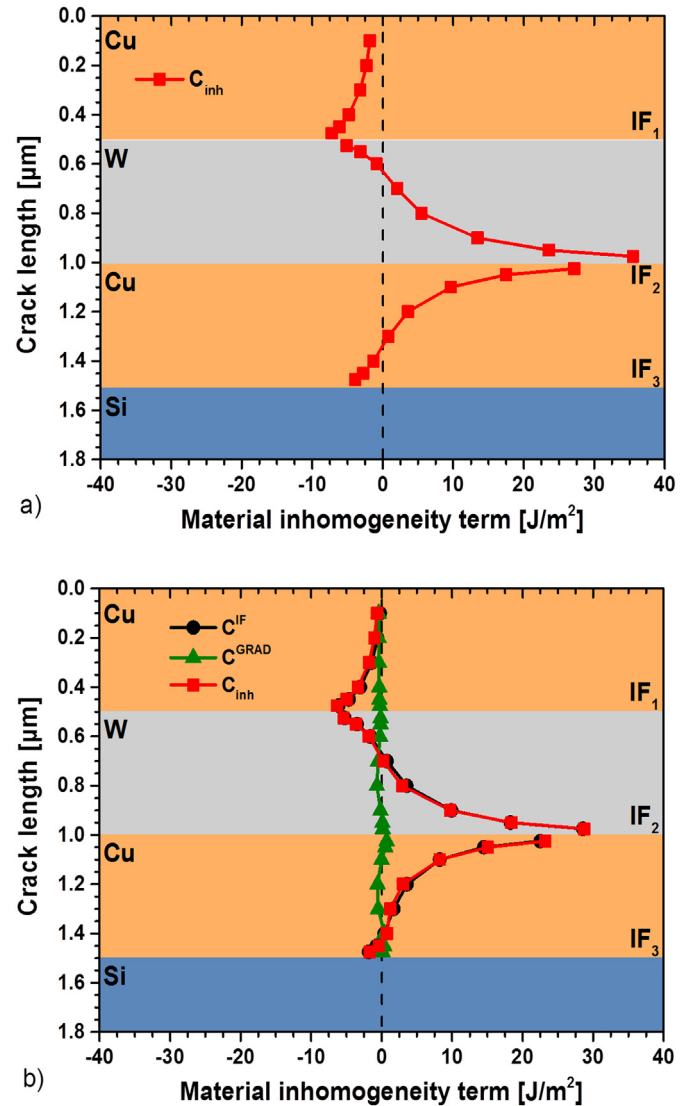 0.0
Cu
0.2
C_inh
0.4
IF_1
W
0.6
0.8
1.0
Cu
IF_2
1.2
1.4
IF_3
Si
1.6
1.8
-40 -30 -20 -10 0 10 20 30 40
Crack length [µm]
Material inhomogeneity term [J/m²]
a)
0.0
Cu
C^IF
0.2
C^GRAD
C_inh
0.4
IF_1
W
0.6
0.8
IF_2
1.0
Cu
1.2
1.4
IF_3
Si
1.6
1.8
-40 -30 -20 -10 0 10 20 30 40
Crack length [µm]
Material inhomogeneity term [J/m²]
b)